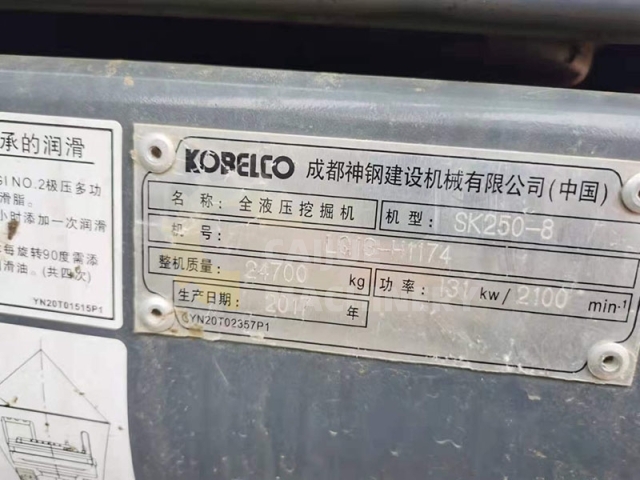 承的润滑
GI NO.2极压多功
滑脂。
小时添加一次润滑
每旋转90度需添
滑油。(共四次)
YN20T01515P1
KOBELCO 成都神钢建设机械有限公司(中国)
名称: 全液压挖掘机 机型: SK250-8
机号:
整机质量: 24700 kg 功率: 131 kw/2100 min-1
生产日期: 年
YN20T02357P1